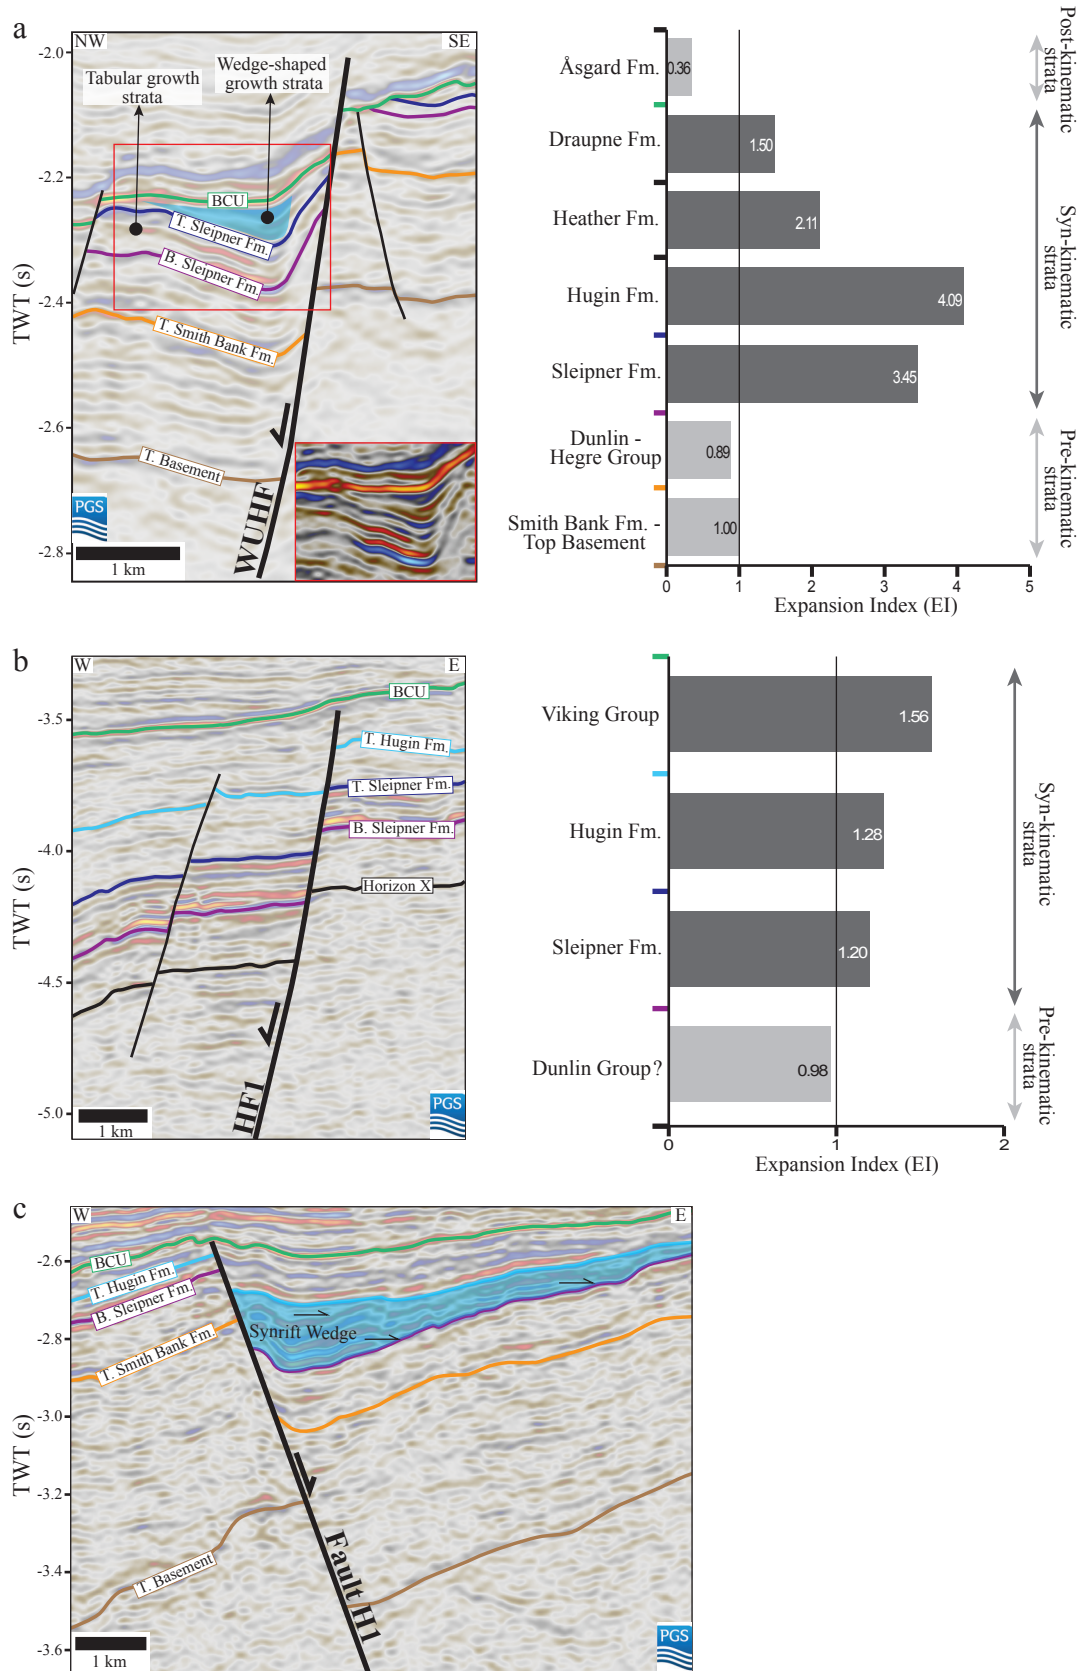 a
NW
SE
Tabular growth
strata
Wedge-shaped
growth strata
BCU
T. Sleipner Fm.
B. Sleipner Fm.
T. Smith Bank Fm.
T. Basement
WUHF
PGS
1 km
TWT (s)
-2.0
-2.2
-2.4
-2.6
-2.8
Åsgard Fm.
0.36
Draupne Fm.
1.50
Heather Fm.
2.11
Hugin Fm.
4.09
Sleipner Fm.
3.45
Dunlin -
Hegre Group
0.89
Smith Bank Fm. -
Top Basement
1.00
0
1
2
3
4
5
Expansion Index (EI)
Post-kinematic
strata
Syn-kinematic
strata
Pre-kinematic
strata
b
W
E
BCU
T. Hugin Fm.
T. Sleipner Fm.
B. Sleipner Fm.
Horizon X
HF1
1 km
PGS
TWT (s)
-3.5
-4.0
-4.5
-5.0
Viking Group
1.56
Hugin Fm.
1.28
Sleipner Fm.
1.20
Dunlin Group?
0.98
0
1
2
Expansion Index (EI)
Syn-kinematic
strata
Pre-kinematic
strata
c
W
E
BCU
T. Hugin Fm.
B. Sleipner Fm.
T. Smith Bank Fm.
Synrift Wedge
T. Basement
Fault H1
1 km
PGS
TWT (s)
-2.6
-2.8
-3.0
-3.2
-3.4
-3.6